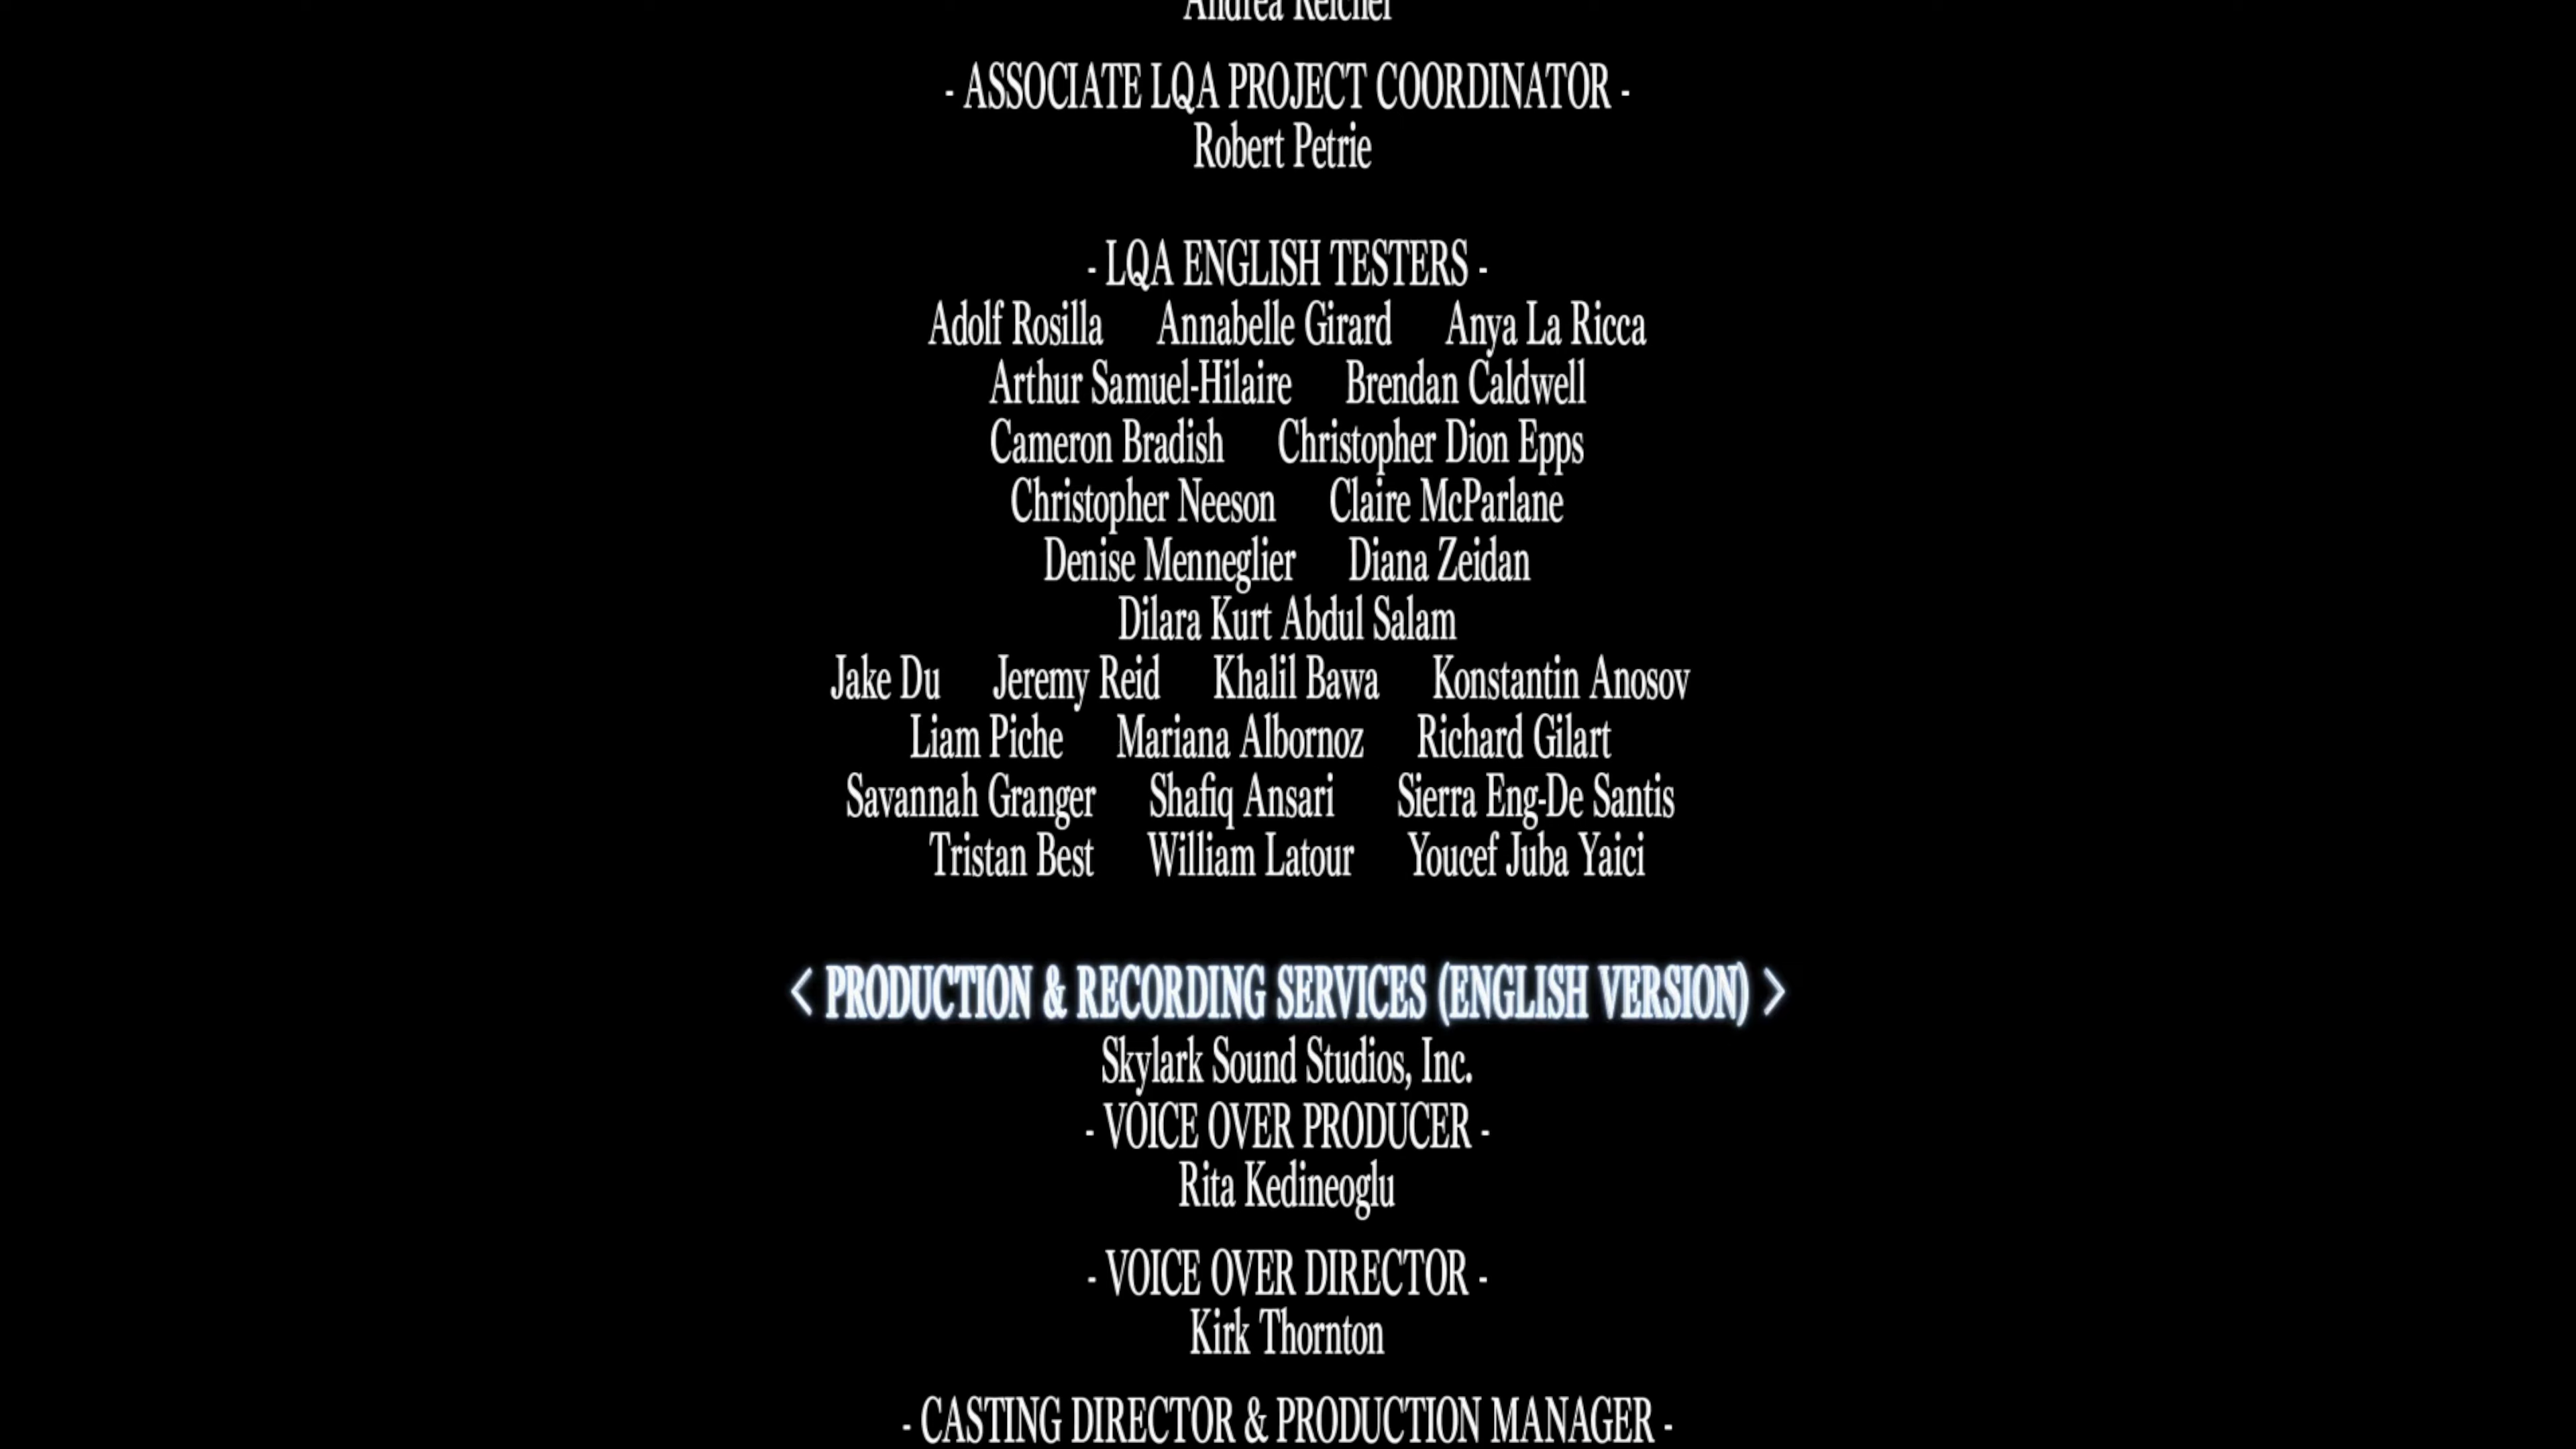 Andrea Reichel
- ASSOCIATE LQA PROJECT COORDINATOR -
Robert Petrie
- LQA ENGLISH TESTERS -
Adolf Rosilla Annabelle Girard Anya La Ricca
Arthur Samuel-Hilaire Brendan Caldwell
Cameron Bradish Christopher Dion Epps
Christopher Neeson Claire McParlane
Denise Menneglier Diana Zeidan
Dilara Kurt Abdul Salam
Jake Du Jeremy Reid Khalil Bawa Konstantin Anosov
Liam Piche Mariana Albornoz Richard Gilart
Savannah Granger Shafiq Ansari Sierra Eng-De Santis
Tristan Best William Latour Youcef Juba Yaici
< PRODUCTION & RECORDING SERVICES (ENGLISH VERSION) >
Skylark Sound Studios, Inc.
- VOICE OVER PRODUCER -
Rita Kedineoglu
- VOICE OVER DIRECTOR -
Kirk Thornton
- CASTING DIRECTOR & PRODUCTION MANAGER -